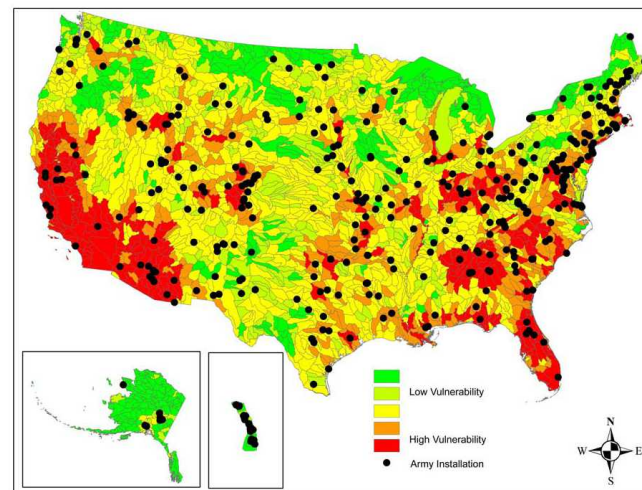 Low Vulnerability
High Vulnerability
Army Installation
N
W E
S